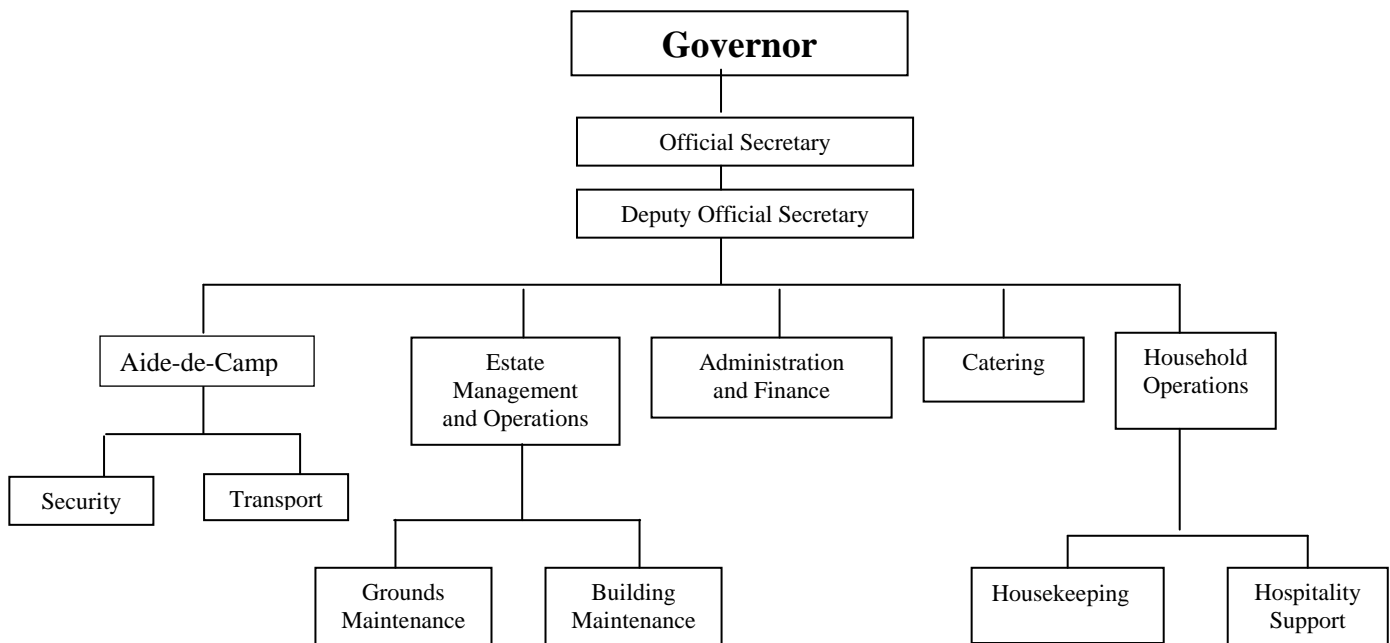 Governor
Official Secretary
Deputy Official Secretary
Aide-de-Camp
Estate
Management
and Operations
Administration
and Finance
Catering
Household
Operations
Security
Transport
Grounds
Maintenance
Building
Maintenance
Housekeeping
Hospitality
Support